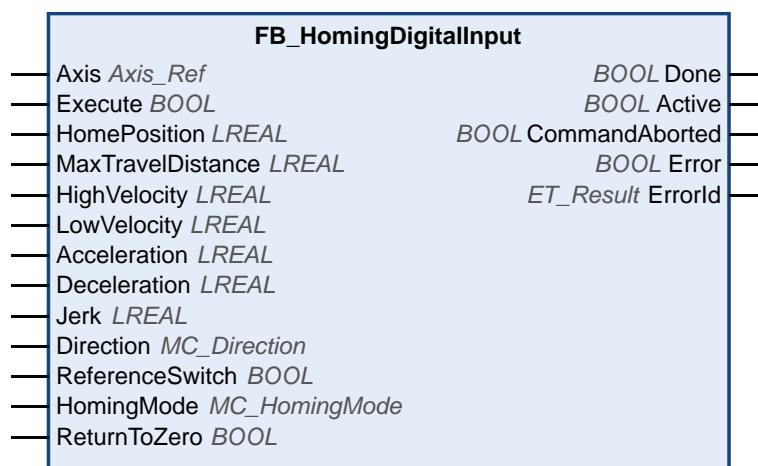 FB_HomingDigitalInput
Axis Axis_Ref BOOL Done
Execute BOOL BOOL Active
HomePosition LREAL BOOL CommandAborted
MaxTravelDistance LREAL BOOL Error
HighVelocity LREAL ET_Result ErrorId
LowVelocity LREAL
Acceleration LREAL
Deceleration LREAL
Jerk LREAL
Direction MC_Direction
ReferenceSwitch BOOL
HomingMode MC_HomingMode
ReturnToZero BOOL